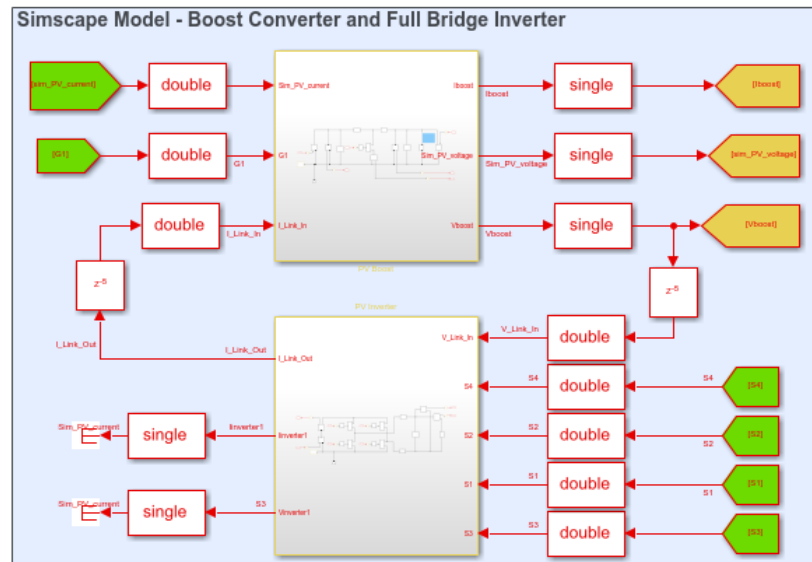 Simscape Model - Boost Converter and Full Bridge Inverter
[sim_PV_current]
double
Sim_PV_current
Iboost
Iboost
single
[Iboost]
[G1]
double
G1
G1
Sim_PV_voltage
Sim_PV_voltage
single
[sim_PV_voltage]
double
I_Link_In
I_Link_In
Vboost
Vboost
single
[Vboost]
PV Boost
z-5
z-5
PV Inverter
I_Link_Out
I_Link_Out
I_Link_Out
V_Link_In
V_Link_In
double
S4
S4
double
S4
[S4]
Sim_PV_current
single
Iinverter1
Iinverter1
S2
S2
double
S2
[S2]
S1
S1
double
S1
[S1]
Sim_PV_current
single
S3
Vinverter1
S3
S3
double
[S3]